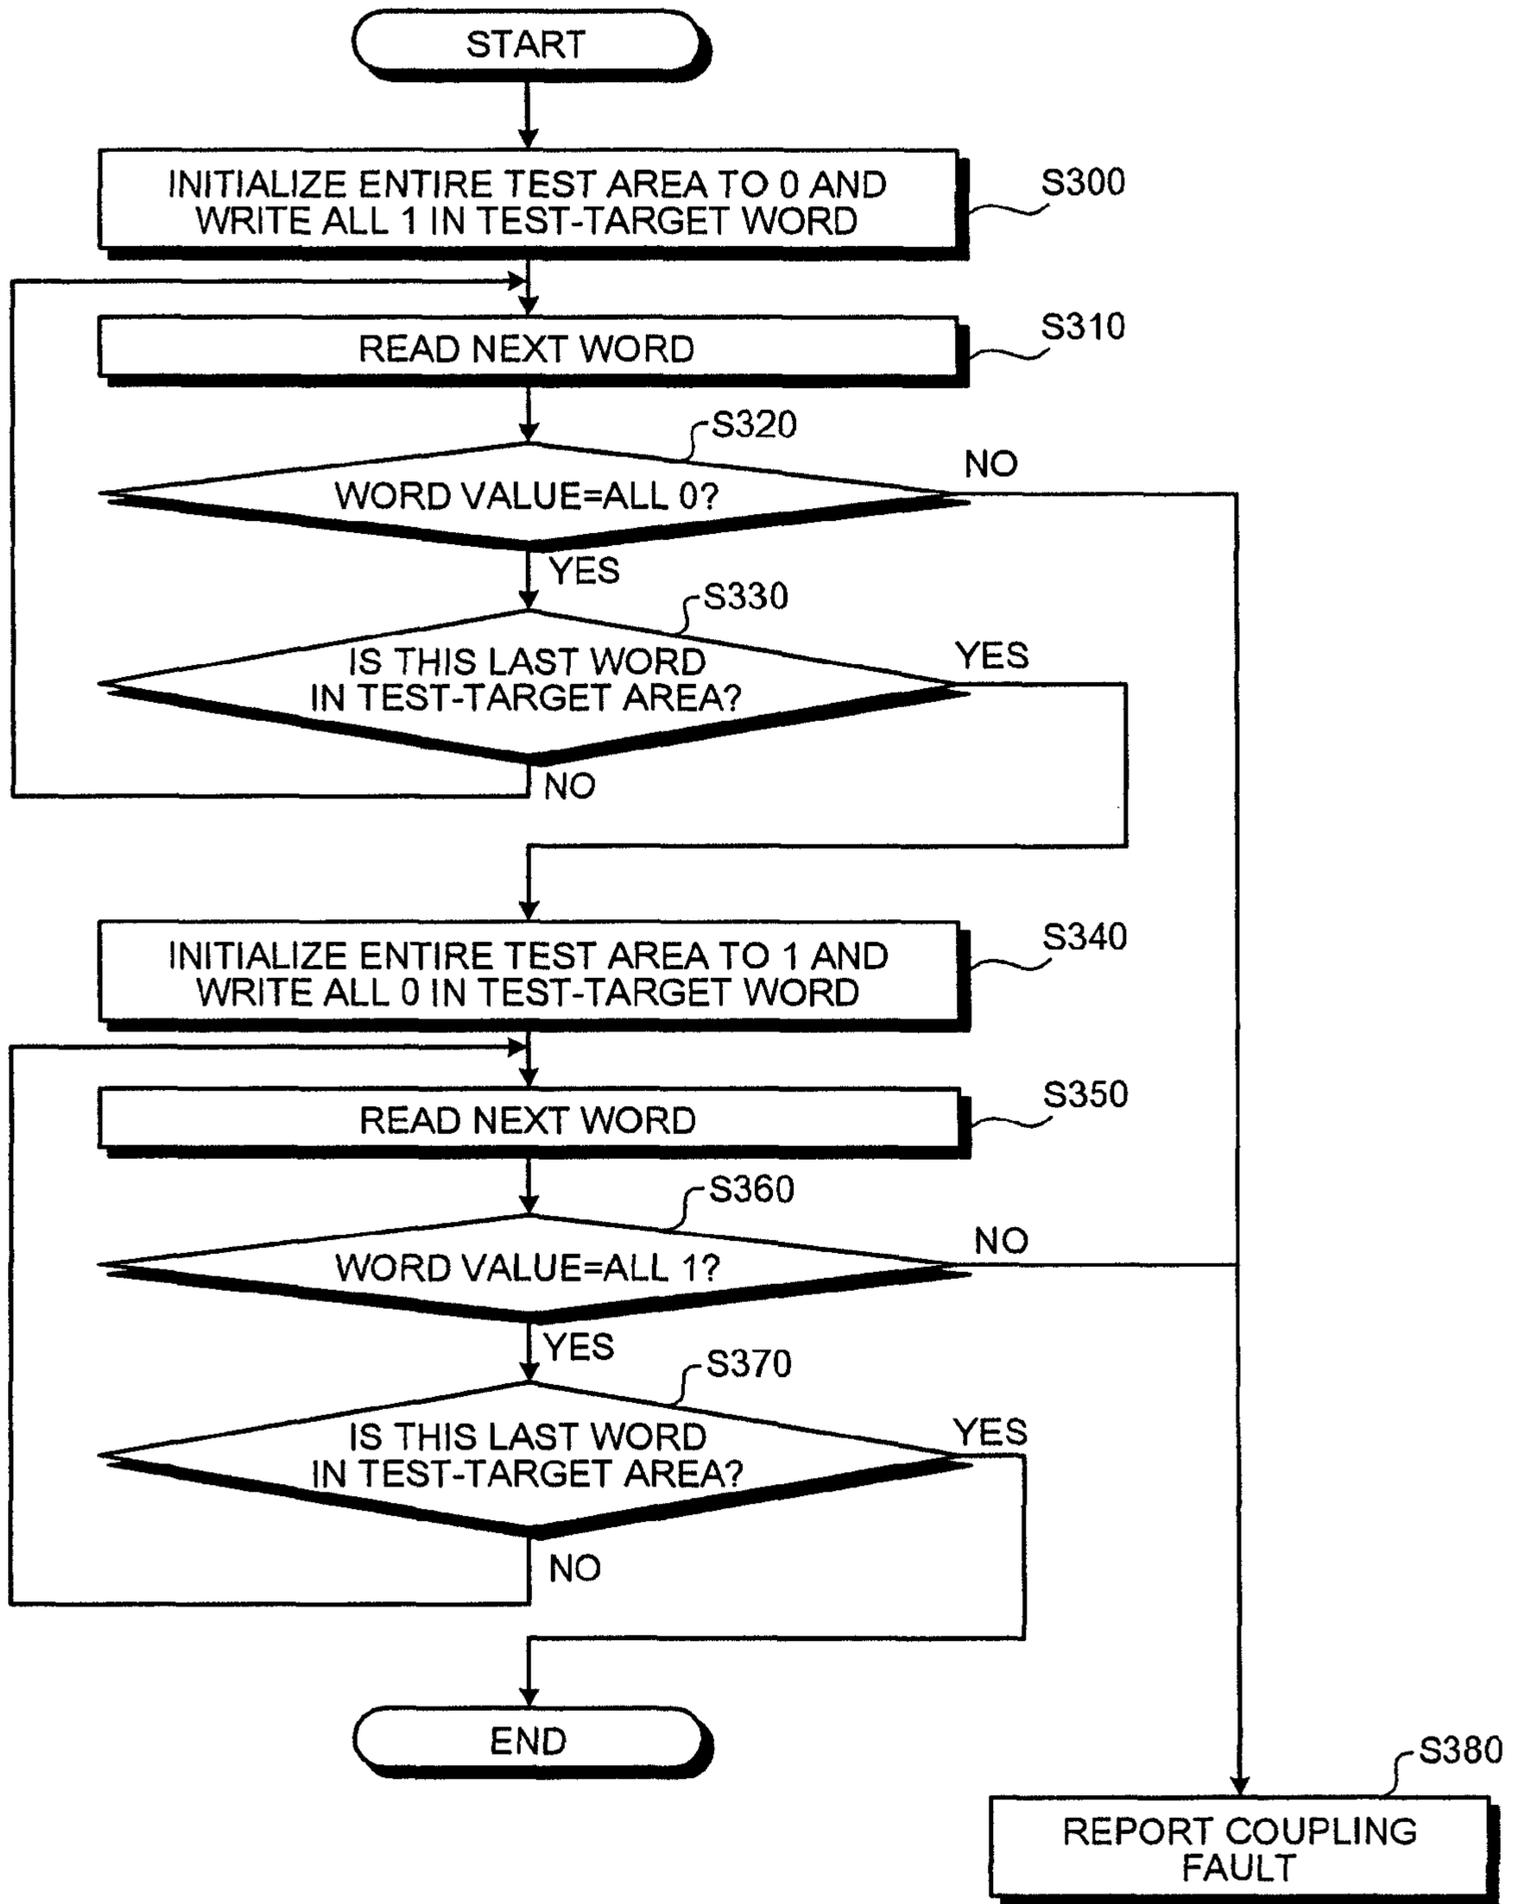 START
INITIALIZE ENTIRE TEST AREA TO 0 AND
WRITE ALL 1 IN TEST-TARGET WORD
S300
READ NEXT WORD
S310
S320
WORD VALUE=ALL 0?
NO
YES
S330
IS THIS LAST WORD
IN TEST-TARGET AREA?
YES
NO
INITIALIZE ENTIRE TEST AREA TO 1 AND
WRITE ALL 0 IN TEST-TARGET WORD
S340
READ NEXT WORD
S350
S360
WORD VALUE=ALL 1?
NO
YES
S370
IS THIS LAST WORD
IN TEST-TARGET AREA?
YES
NO
END
S380
REPORT COUPLING
FAULT